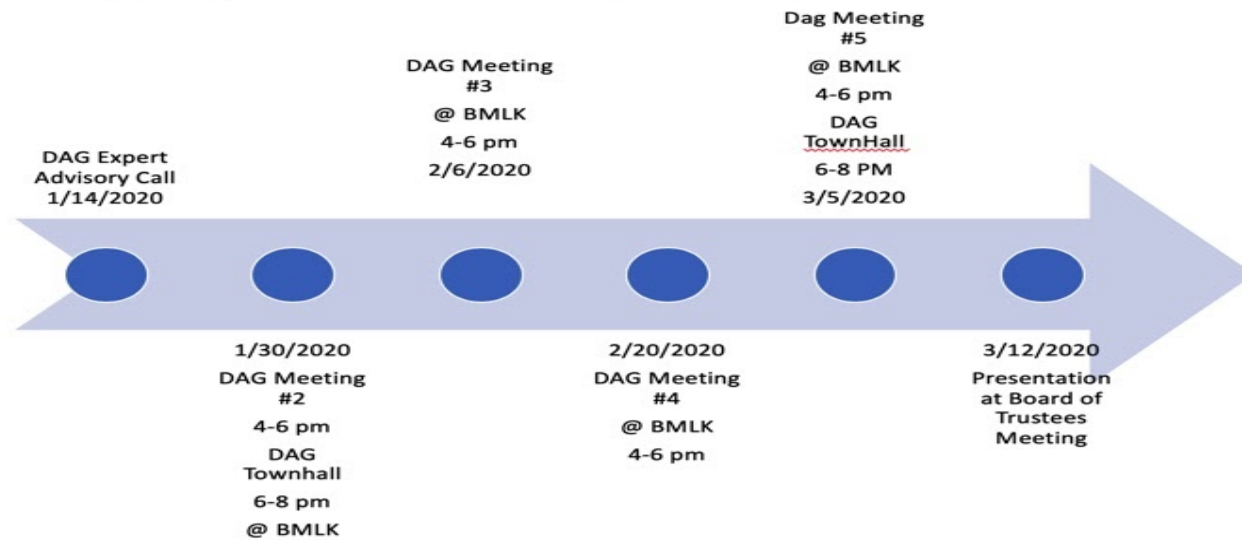 DAG Expert
Advisory Call
1/14/2020
1/30/2020
DAG Meeting
#2
4-6 pm
DAG
Townhall
6-8 pm
@ BMLK
DAG Meeting
#3
@ BMLK
4-6 pm
2/6/2020
2/20/2020
DAG Meeting
#4
@ BMLK
4-6 pm
Dag Meeting
#5
@ BMLK
4-6 pm
DAG
TownHall
6-8 PM
3/5/2020
3/12/2020
Presentation
at Board of
Trustees
Meeting